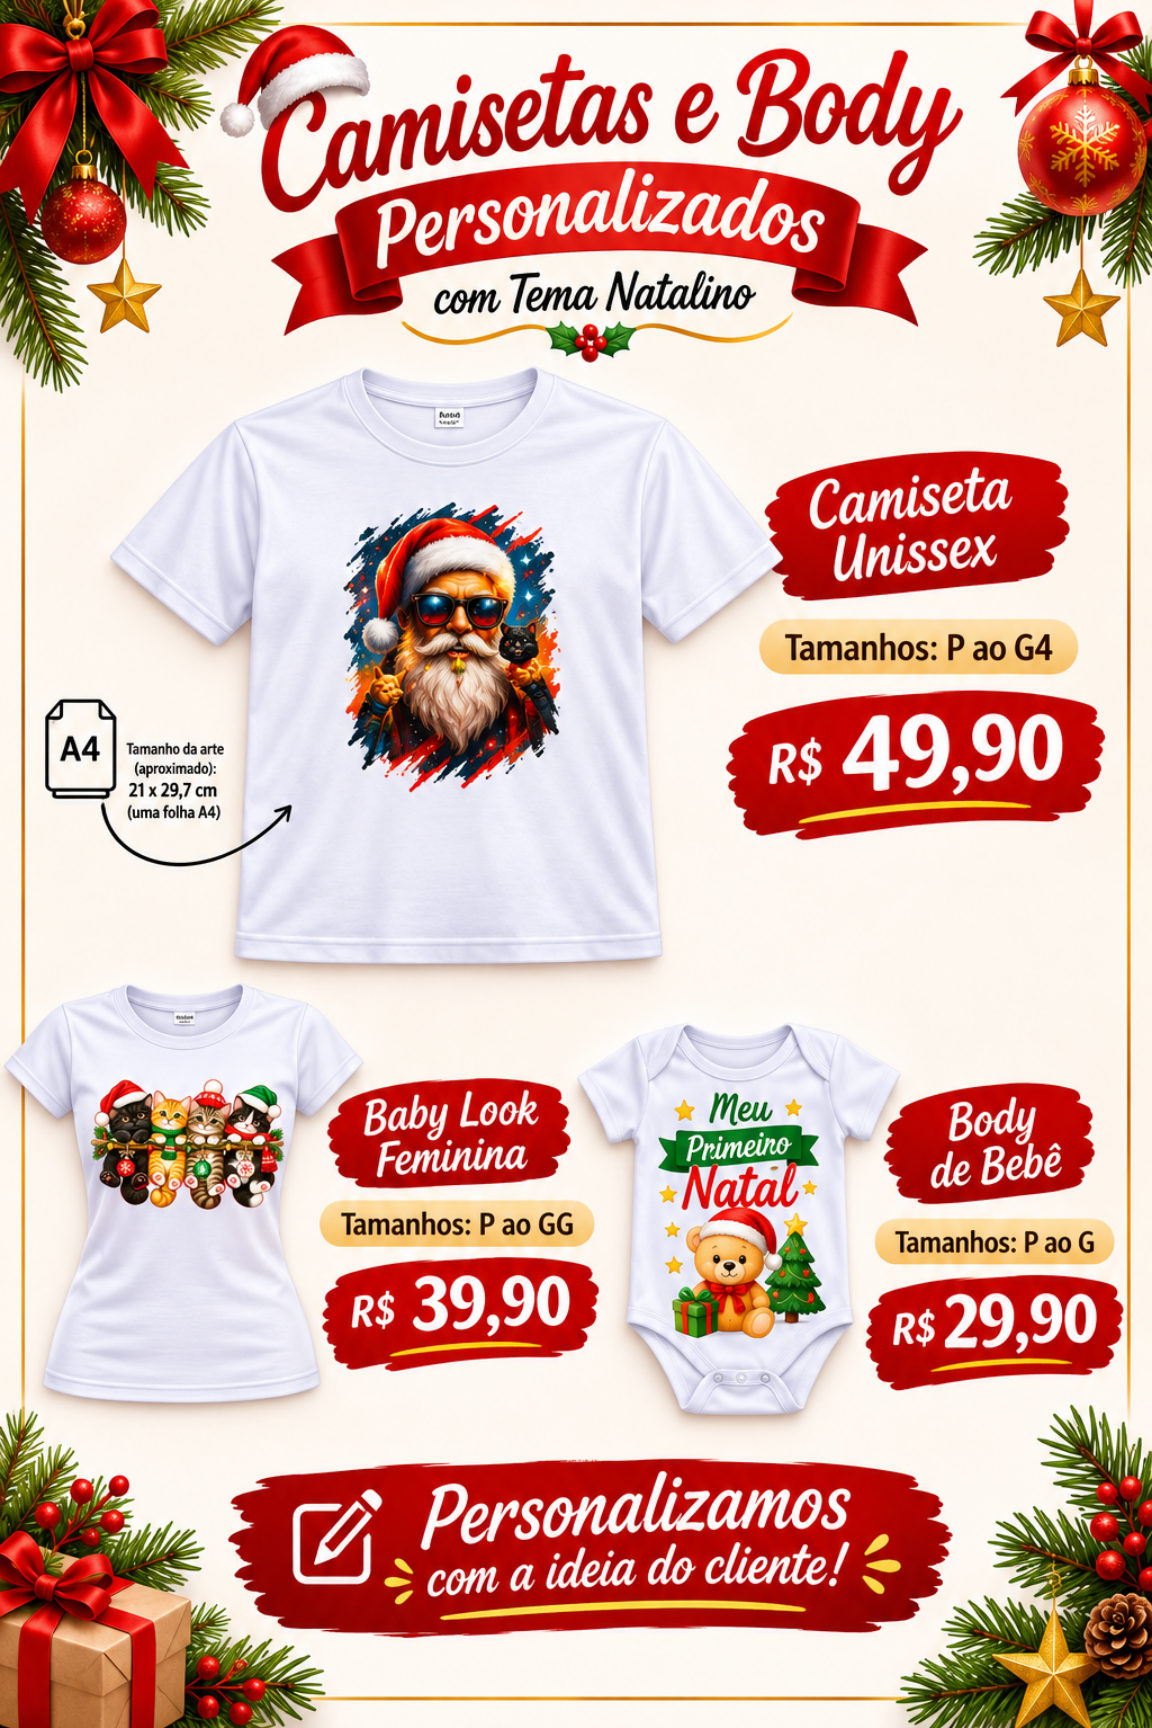 Camisetas e Body
Personalizados
com Tema Natalino
Camiseta
Unissex
Tamanhos: P ao G4
R$ 49,90
A4
Tamanho da arte
(aproximado):
21 x 29,7 cm
(uma folha A4)
Baby Look
Feminina
Tamanhos: P ao GG
R$ 39,90
Meu
Primeiro
Natal
Body
de Bebê
Tamanhos: P ao G
R$ 29,90
Personalizamos
com a ideia do cliente!